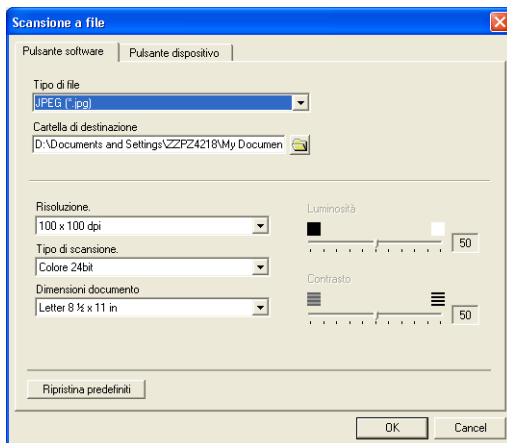 Scansione a file
Pulsante software
Pulsante dispositivo
Tipo di file
JPEG (*.jpg)
Cartella di destinazione
D:\Documents and Settings\ZZPZ4218\My Documen
Risoluzione.
100 x 100 dpi
Tipo di scansione.
Colore 24bit
Dimensioni documento
Letter 8 ½ x 11 in
Luminosità
50
Contrasto
50
Ripristina predefiniti
OK
Cancel